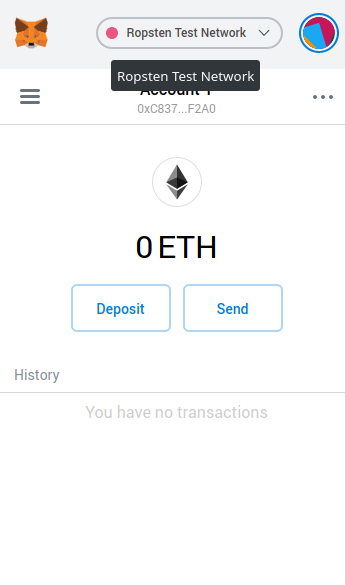 Ropsten Test Network
Ropsten Test Network
Account 1
0xC837...F2A0
0 ETH
Deposit
Send
History
You have no transactions